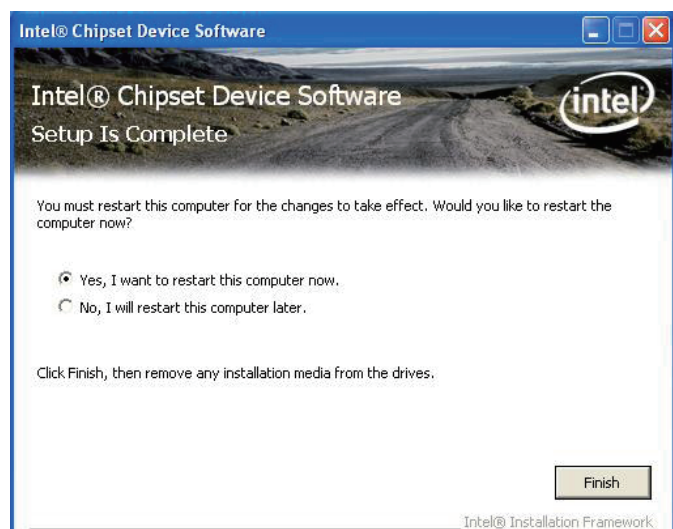 Intel® Chipset Device Software
Intel® Chipset Device Software
intel
Setup Is Complete
You must restart this computer for the changes to take effect. Would you like to restart the
computer now?
Yes, I want to restart this computer now.
No, I will restart this computer later.
Click Finish, then remove any installation media from the drives.
Finish
Intel® Installation Framework